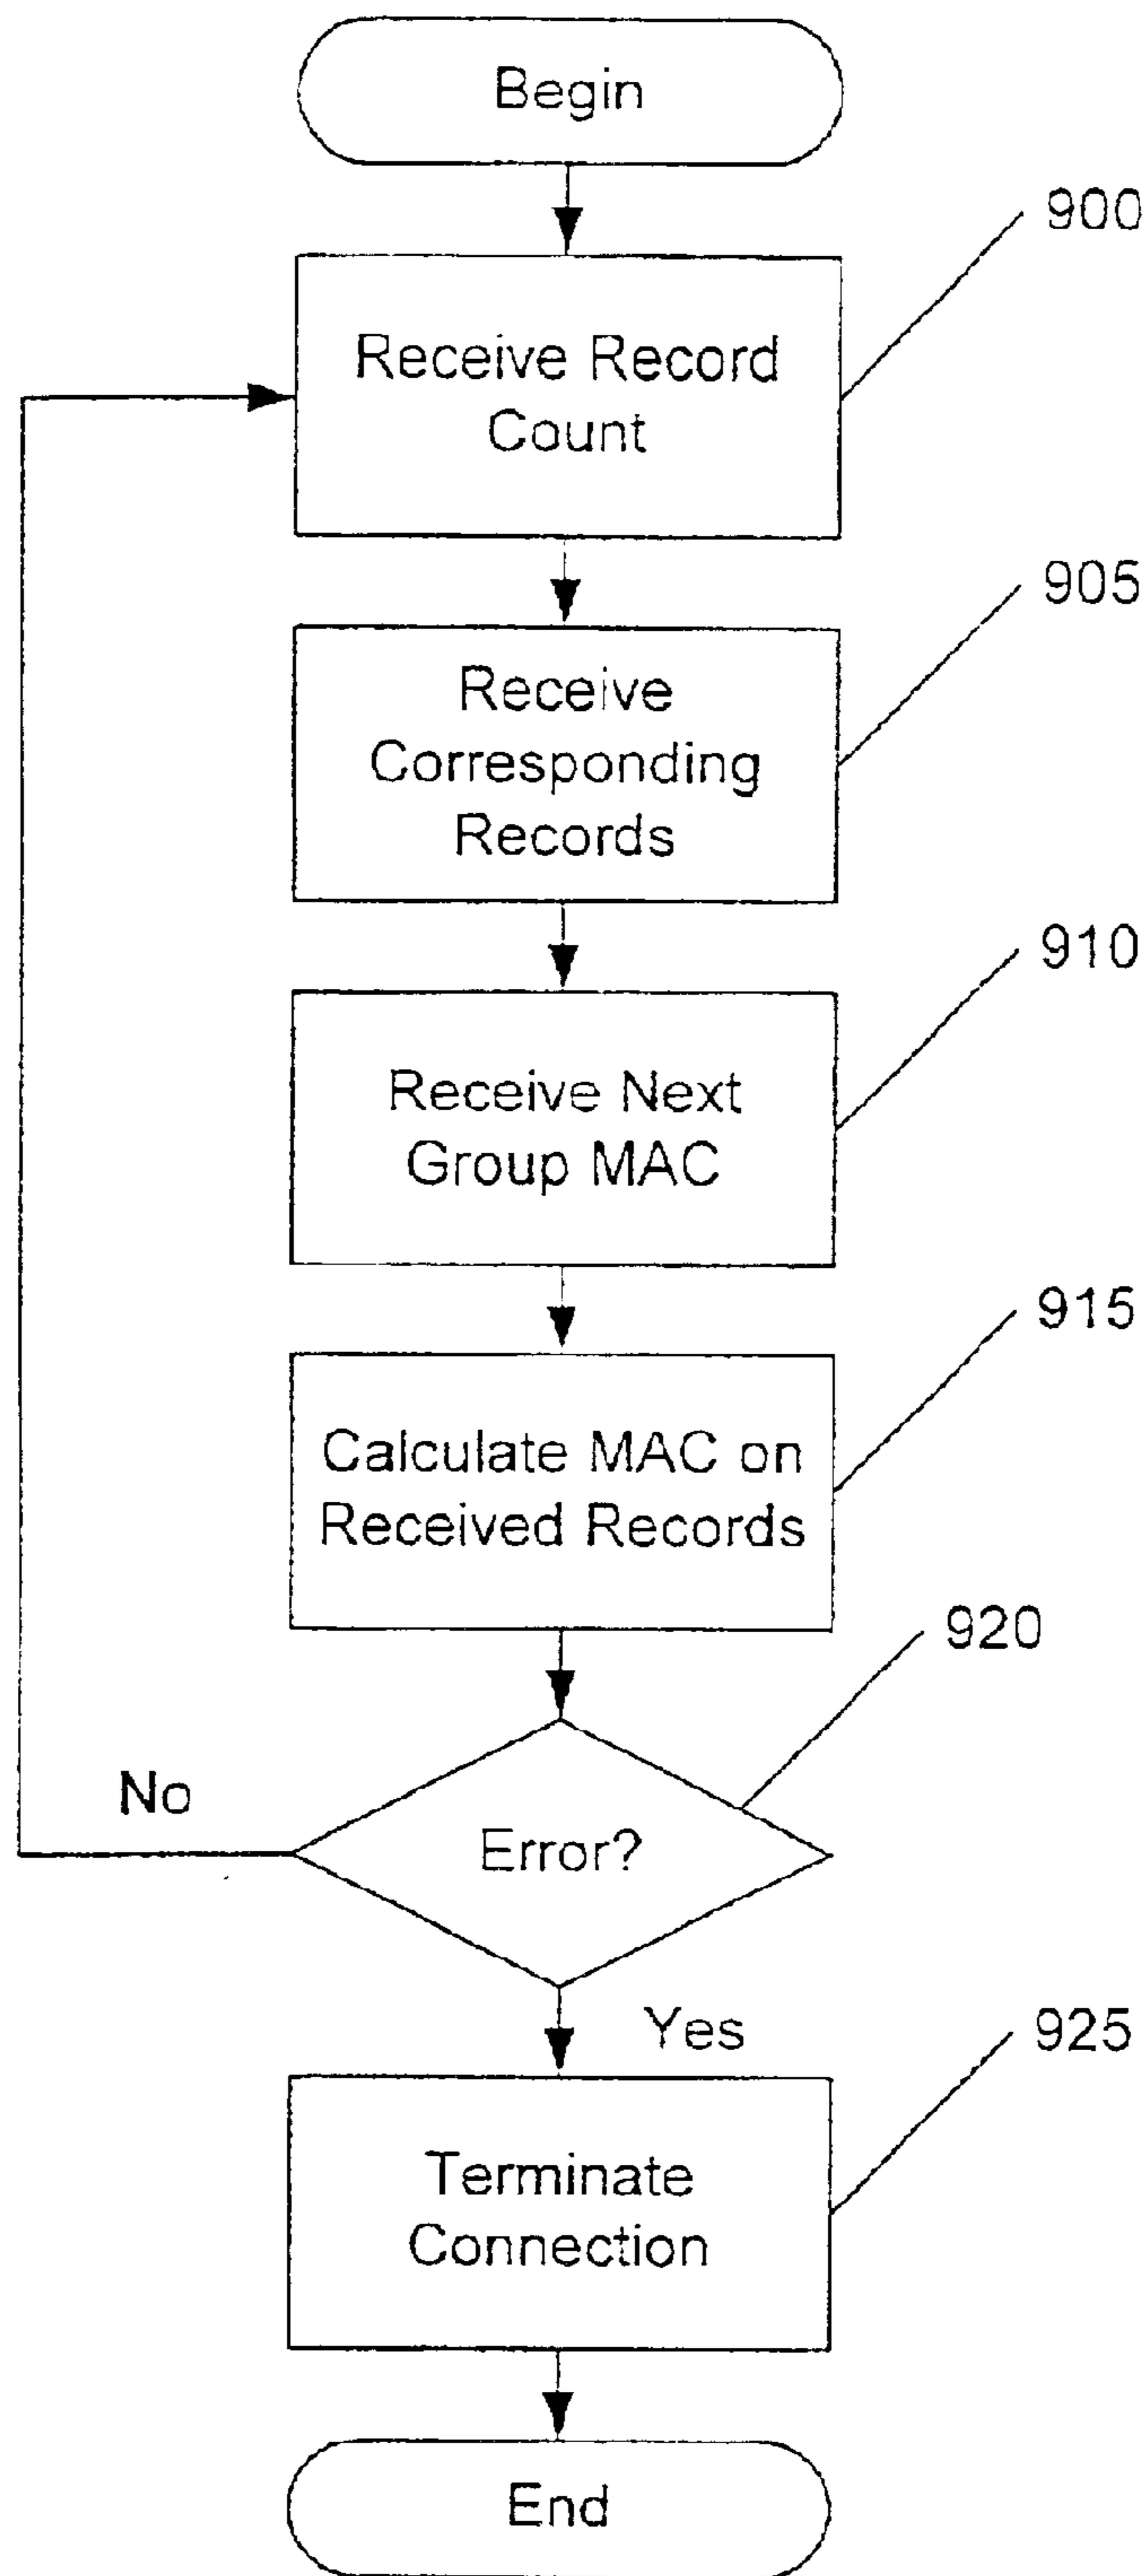 Begin
900
Receive Record
Count
905
Receive
Corresponding
Records
910
Receive Next
Group MAC
915
Calculate MAC on
Received Records
920
No
Error?
Yes
925
Terminate
Connection
End